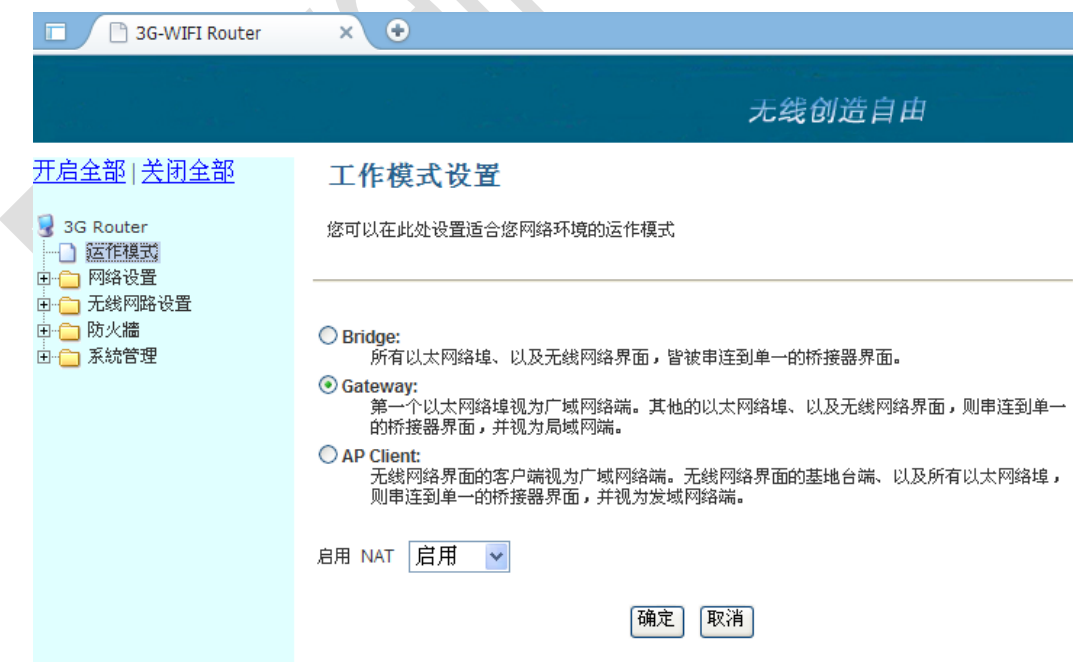 3G-WIFI Router
无线创造自由
开启全部 | 关闭全部
工作模式设置
3G Router
您可以在此处设置适合您网络环境的运作模式
运作模式
网络设置
无线网路设置
防火牆
系统管理
Bridge:
所有以太网络埠、以及无线网络界面，皆被串连到单一的桥接器界面。
Gateway:
第一个以太网络埠视为广域网络端。其他的以太网络埠、以及无线网络界面，则串连到单一
的桥接器界面，并视为局域网端。
AP Client:
无线网络界面的客户端视为广域网络端。无线网络界面的基地台端、以及所有以太网络埠，
则串连到单一的桥接器界面，并视为发域网络端。
启用 NAT 启用
确定 取消